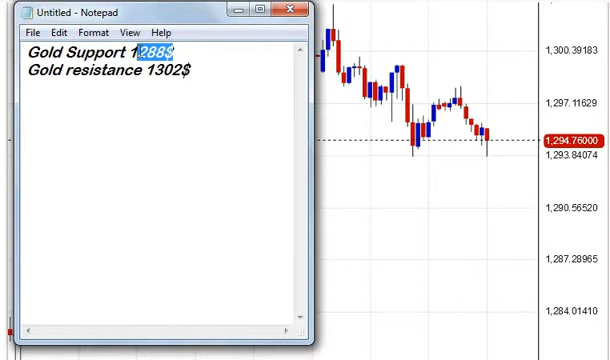 Untitled - Notepad
File Edit Format View Help
Gold Support 1288$
Gold resistance 1302$
1,300.39183
1,297.11629
1,294.76000
1,293.84074
1,290.56520
1,287.28965
1,284.01410